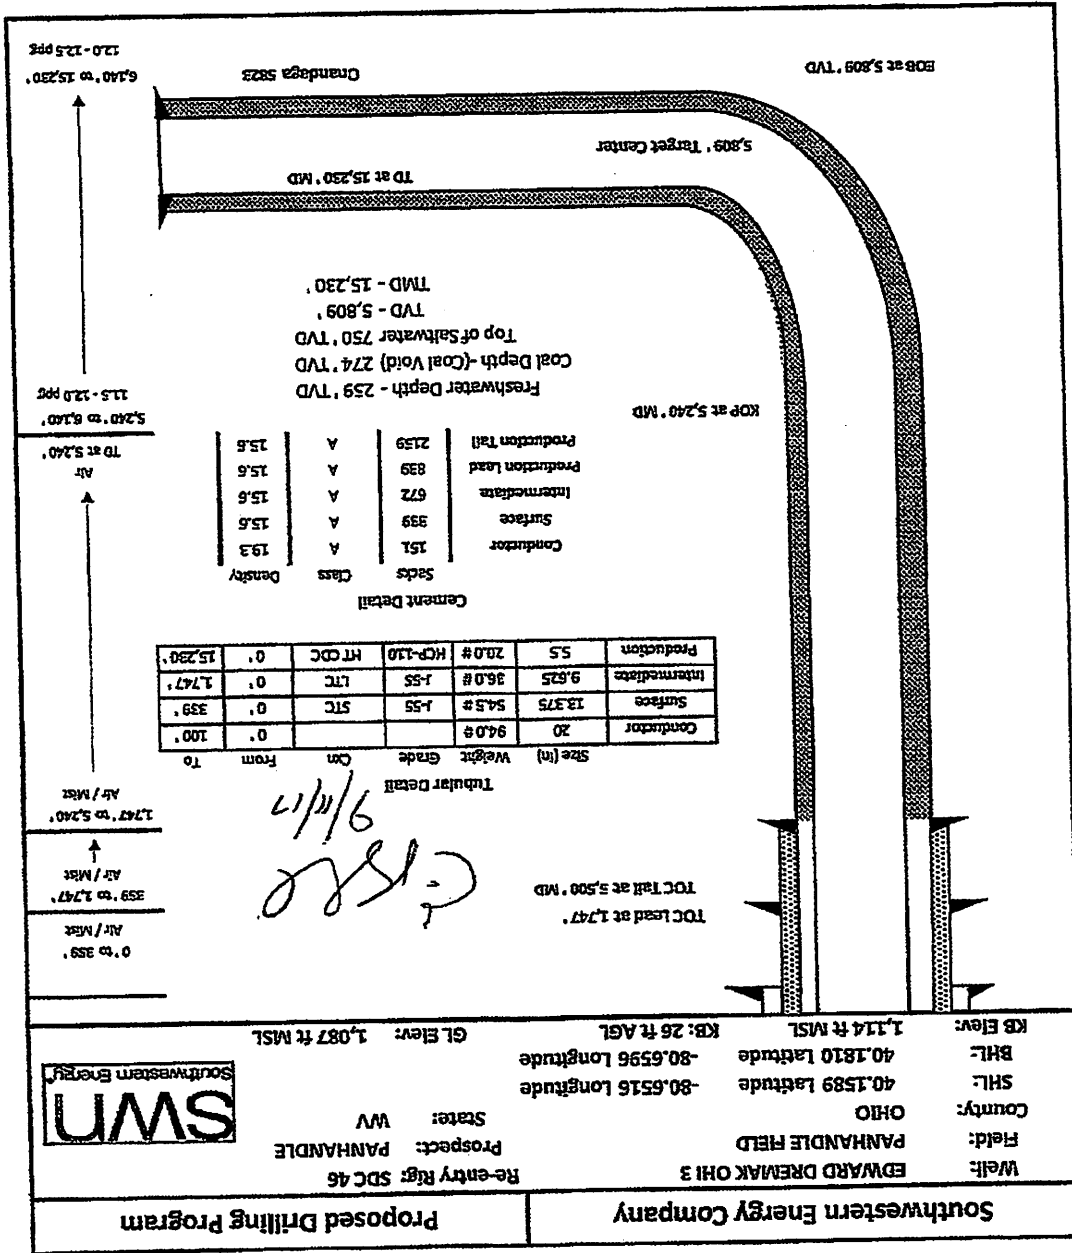 Southwestern Energy Company
Proposed Drilling Program
Well: EDWARD DREMAK OHI 3 Re-entry Rig: SDC 46
Field: PANHANDLE FIELD Prospect: PANHANDLE
County: OHIO State: WV
SHL: 40.1589 Latitude -80.6516 Longitude
BHL: 40.1810 Latitude -80.6596 Longitude
KB Elev: 1,114 ft MSL KB: 26 ft AGL GL Elev: 1,087 ft MSL
SWN
Southwestern Energy
0' to 359'
Air / Mist
TOC Lead at 1,747'
TOC Tail at 5,500' MD
359' to 1,747'
Air / Mist
9/11/17
1,747' to 5,240'
Air / Mist
Tubular Detail
Size (in) Weight Grade Cxn From To
Conductor 20 94.0# 0' 100'
Surface 13.375 54.5# J-55 STC 0' 339'
Intermediate 9.625 36.0# J-55 LTC 0' 1,747'
Production 5.5 20.0# HCP-110 HT CDC 0' 15,230'
Cement Detail
Sacks Class Density
Conductor 151 A 19.3
Surface 339 A 15.6
Intermediate 672 A 15.6
Production Lead 839 A 15.6
Production Tail 2159 A 15.6
Air
TD at 5,240'
5,240' to 6,140'
11.5 - 12.0 ppg
KOP at 5,240' MD
Freshwater Depth - 259' TVD
Coal Depth -(Coal Void) 274' TVD
Top of Saltwater 750' TVD
TVD - 5,809'
TMD - 15,230'
TD at 15,230' MD
5,809' Target Center
EOB at 5,809' TVD
Onandaga 5823
6,140' to 15,230'
12.0 - 12.5 ppg